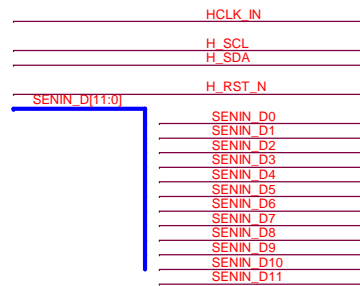 HCLK_IN
H_SCL
H_SDA
H_RST_N
SENIN_D[11:0]
SENIN_D0
SENIN_D1
SENIN_D2
SENIN_D3
SENIN_D4
SENIN_D5
SENIN_D6
SENIN_D7
SENIN_D8
SENIN_D9
SENIN_D10
SENIN_D11